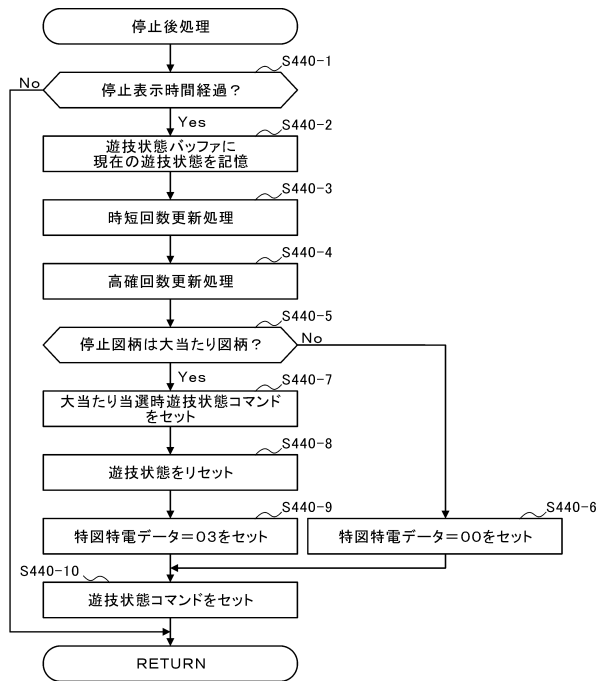 停止後処理
S440-1
No
停止表示時間経過？
Yes
S440-2
遊技状態バッファに
現在の遊技状態を記憶
S440-3
時短回数更新処理
S440-4
高確回数更新処理
S440-5
停止図柄は大当たり図柄？
No
Yes
S440-7
大当たり当選時遊技状態コマンド
をセット
S440-8
遊技状態をリセット
S440-9
特図特電データ＝03をセット
S440-6
特図特電データ＝00をセット
S440-10
遊技状態コマンドをセット
RETURN